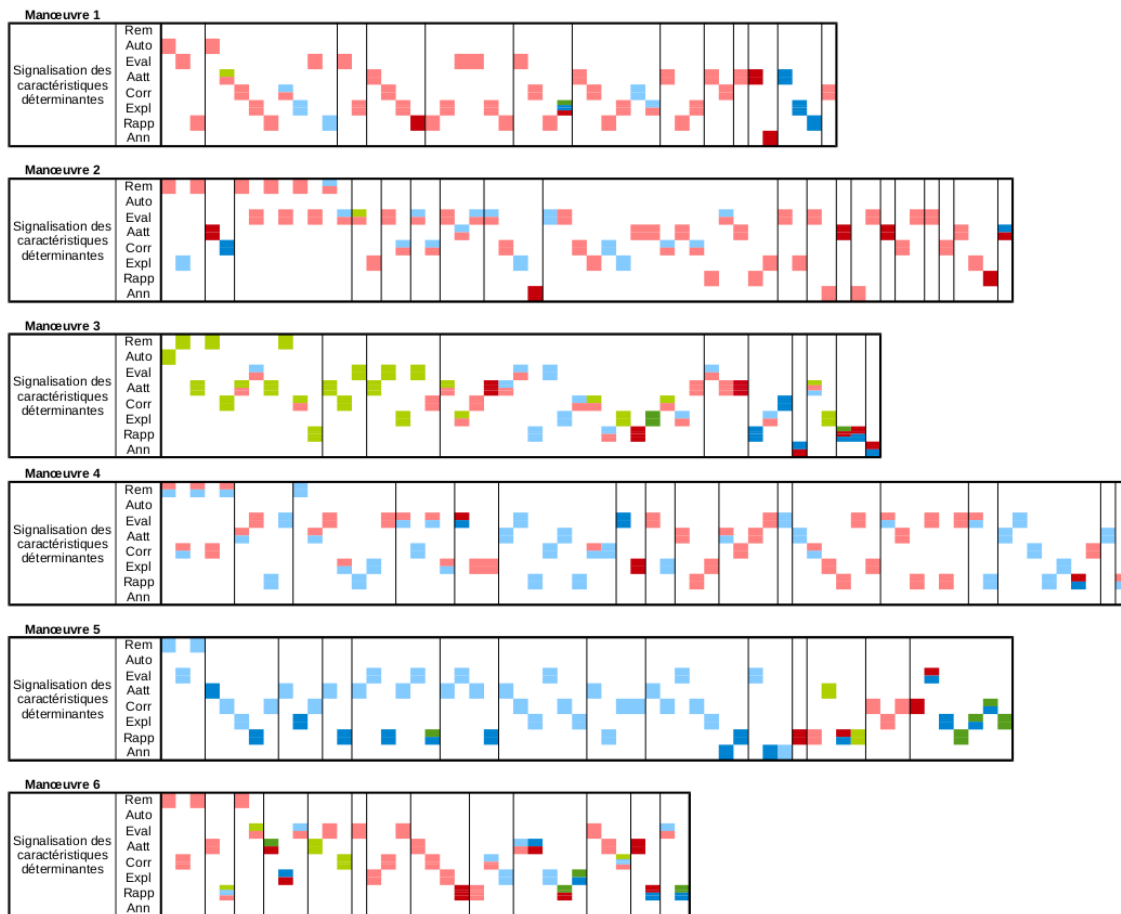 Manœuvre 1
Signalisation des
caractéristiques
déterminantes
Rem
Auto
Eval
Aatt
Corr
Expl
Rapp
Ann
Manœuvre 2
Signalisation des
caractéristiques
déterminantes
Rem
Auto
Eval
Aatt
Corr
Expl
Rapp
Ann
Manœuvre 3
Signalisation des
caractéristiques
déterminantes
Rem
Auto
Eval
Aatt
Corr
Expl
Rapp
Ann
Manœuvre 4
Signalisation des
caractéristiques
déterminantes
Rem
Auto
Eval
Aatt
Corr
Expl
Rapp
Ann
Manœuvre 5
Signalisation des
caractéristiques
déterminantes
Rem
Auto
Eval
Aatt
Corr
Expl
Rapp
Ann
Manœuvre 6
Signalisation des
caractéristiques
déterminantes
Rem
Auto
Eval
Aatt
Corr
Expl
Rapp
Ann